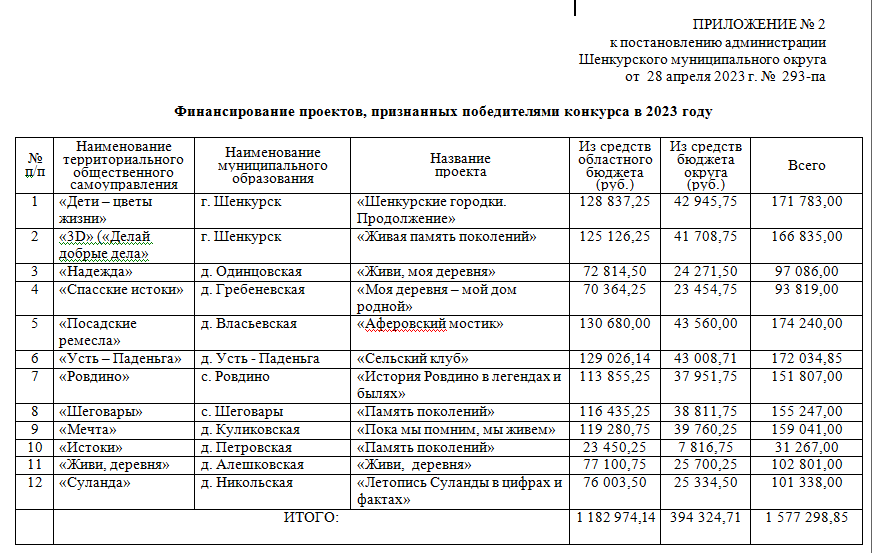 ПРИЛОЖЕНИЕ № 2
к постановлению администрации
Шенкурского муниципального округа
от 28 апреля 2023 г. № 293-па
Финансирование проектов, признанных победителями конкурса в 2023 году
№ п/п Наименование территориального общественного самоуправления Наименование муниципального образования Название проекта Из средств областного бюджета (руб.) Из средств бюджета округа (руб.) Всего
1 «Дети – цветы жизни» г. Шенкурск «Шенкурские городки. Продолжение» 128 837,25 42 945,75 171 783,00
2 «3D» («Делай добрые дела» г. Шенкурск «Живая память поколений» 125 126,25 41 708,75 166 835,00
3 «Надежда» д. Одинцовская «Живи, моя деревня» 72 814,50 24 271,50 97 086,00
4 «Спасские истоки» д. Гребеневская «Моя деревня – мой дом родной» 70 364,25 23 454,75 93 819,00
5 «Посадские ремесла» д. Власьевская «Аферовский мостик» 130 680,00 43 560,00 174 240,00
6 «Усть – Паденьга» д. Усть - Паденьга «Сельский клуб» 129 026,14 43 008,71 172 034,85
7 «Ровдино» с. Ровдино «История Ровдино в легендах и былях» 113 855,25 37 951,75 151 807,00
8 «Шеговары» с. Шеговары «Память поколений» 116 435,25 38 811,75 155 247,00
9 «Мечта» д. Куликовская «Пока мы помним, мы живем» 119 280,75 39 760,25 159 041,00
10 «Истоки» д. Петровская «Память поколений» 23 450,25 7 816,75 31 267,00
11 «Живи, деревня» д. Алешковская «Живи, деревня» 77 100,75 25 700,25 102 801,00
12 «Суланда» д. Никольская «Летопись Суланды в цифрах и фактах» 76 003,50 25 334,50 101 338,00
ИТОГО: 1 182 974,14 394 324,71 1 577 298,85